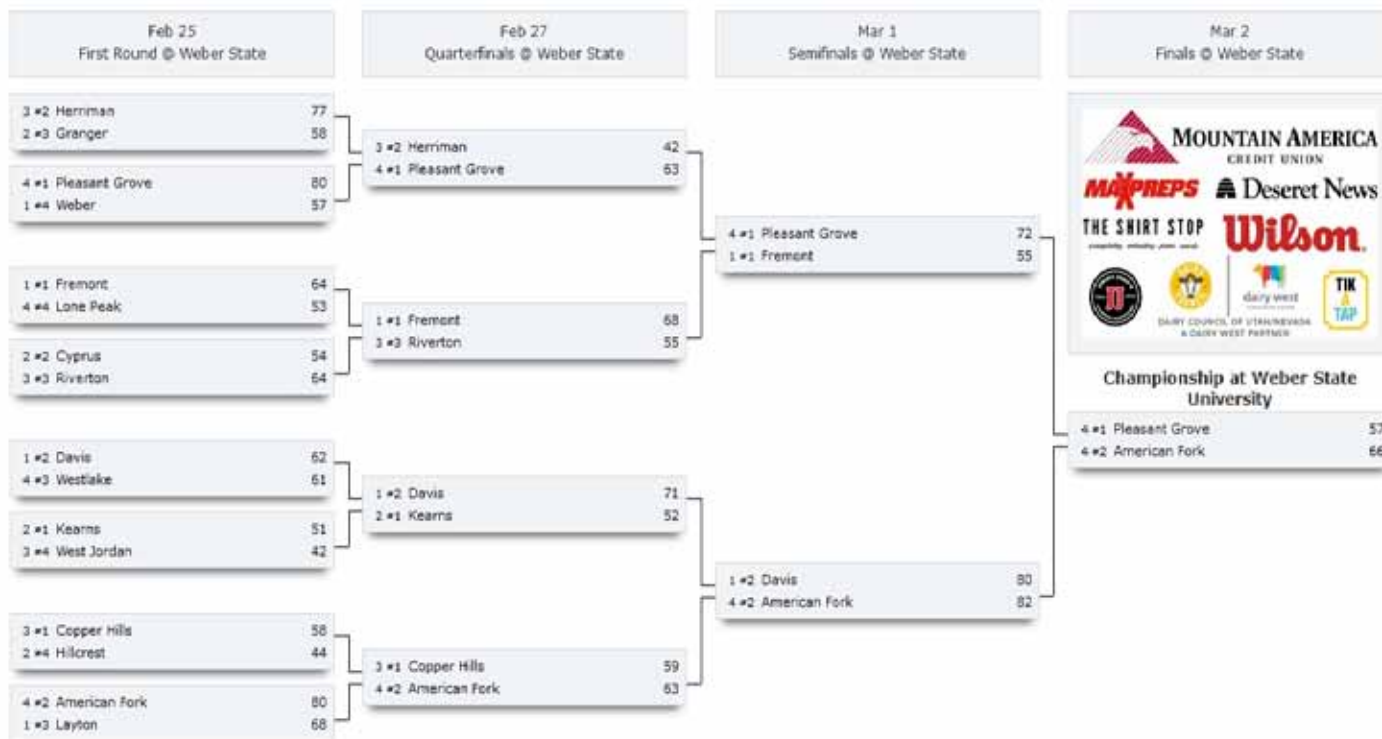 Feb 25
First Round @ Weber State
Feb 27
Quarterfinals @ Weber State
Mar 1
Semifinals @ Weber State
Mar 2
Finals @ Weber State
3 #2 Herriman 77
2 #3 Granger 58
4 #1 Pleasant Grove 80
1 #4 Weber 57
1 #1 Fremont 64
4 #4 Lone Peak 53
2 #2 Cyprus 54
3 #3 Riverton 64
1 #2 Davis 62
4 #3 Westlake 61
2 #1 Kearns 51
3 #4 West Jordan 42
3 #1 Copper Hills 58
2 #4 Hillcrest 44
4 #2 American Fork 80
1 #3 Layton 68
3 #2 Herriman 42
4 #1 Pleasant Grove 63
1 #1 Fremont 68
3 #3 Riverton 55
1 #2 Davis 71
2 #1 Kearns 52
3 #1 Copper Hills 59
4 #2 American Fork 63
4 #1 Pleasant Grove 72
1 #1 Fremont 55
1 #2 Davis 80
4 #2 American Fork 82
MOUNTAIN AMERICA
CREDIT UNION
MAXPREPS
Deseret News
THE SHIRT STOP
Wilson.
dairy west
TIK
A
TAP
DAIRY COUNCIL OF UTAH/NEVADA
A DAIRY WEST PARTNER
Championship at Weber State
University
4 #1 Pleasant Grove 57
4 #2 American Fork 66